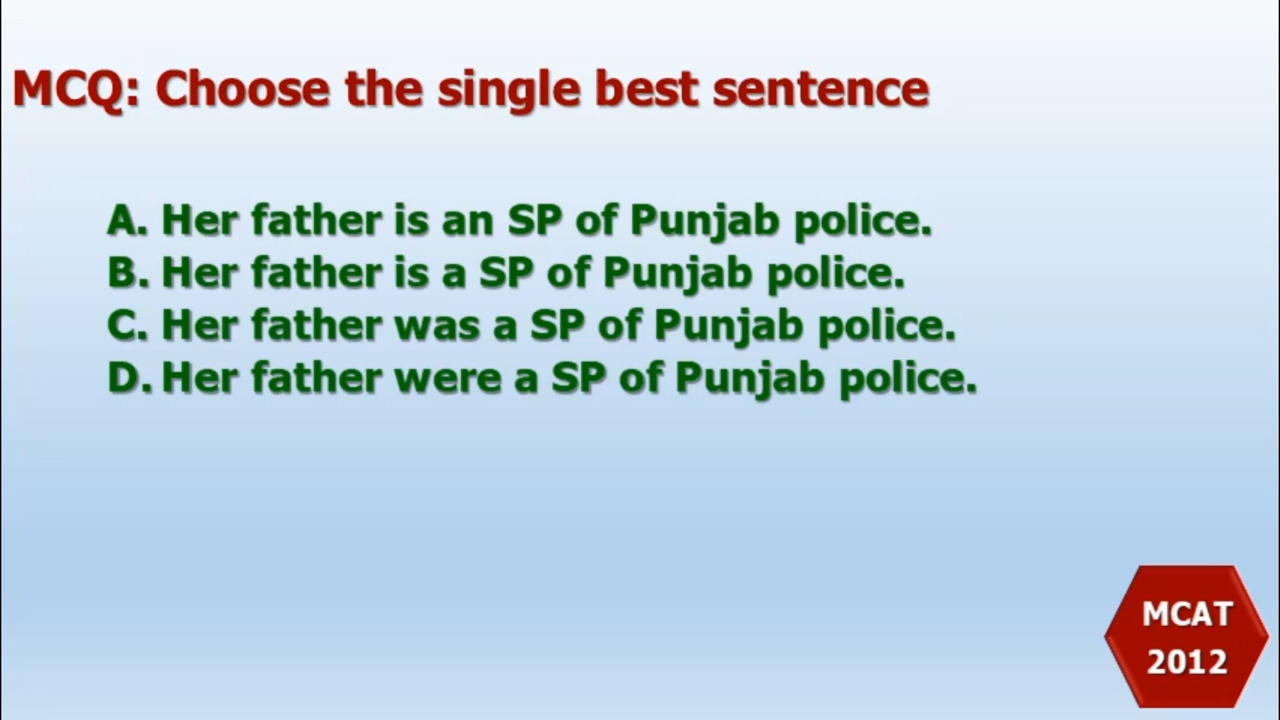 MCQ: Choose the single best sentence
A. Her father is an SP of Punjab police.
B. Her father is a SP of Punjab police.
C. Her father was a SP of Punjab police.
D. Her father were a SP of Punjab police.
MCAT
2012